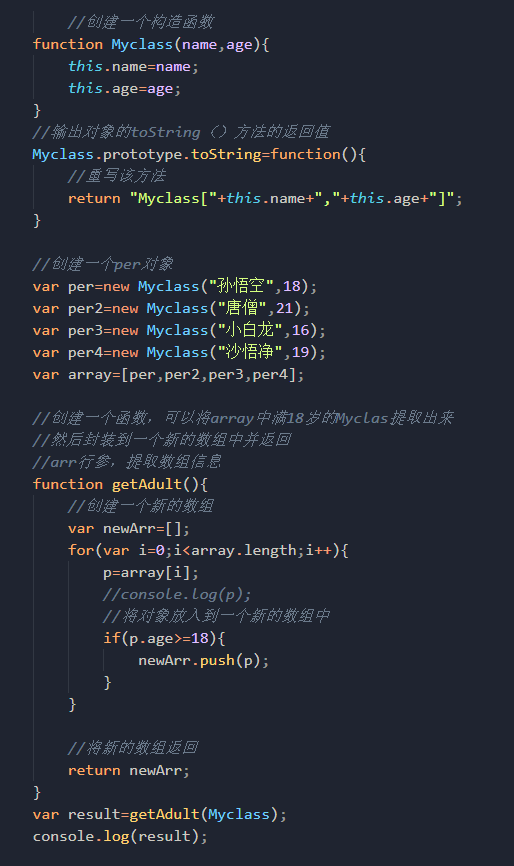 //创建一个构造函数
function Myclass(name,age){
this.name=name;
this.age=age;
}
//输出对象的toString（）方法的返回值
Myclass.prototype.toString=function(){
//重写该方法
return "Myclass["+this.name+","+this.age+"]";
}
//创建一个per对象
var per=new Myclass("孙悟空",18);
var per2=new Myclass("唐僧",21);
var per3=new Myclass("小白龙",16);
var per4=new Myclass("沙悟净",19);
var array=[per,per2,per3,per4];
//创建一个函数，可以将array中满18岁的Myclas提取出来
//然后封装到一个新的数组中并返回
//arr行参，提取数组信息
function getAdult(){
//创建一个新的数组
var newArr=[];
for(var i=0;i<array.length;i++){
p=array[i];
//console.log(p);
//将对象放入到一个新的数组中
if(p.age>=18){
newArr.push(p);
}
}
//将新的数组返回
return newArr;
}
var result=getAdult(Myclass);
console.log(result);